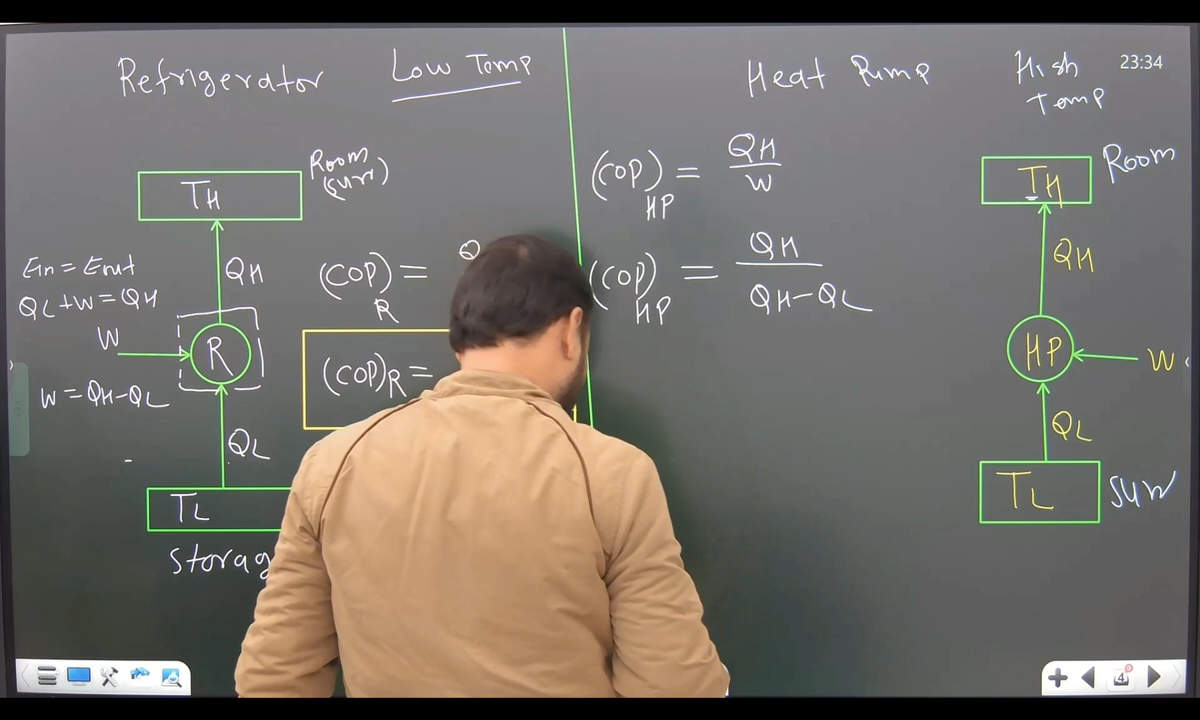 Refrigerator
Low Temp
Room
(surr)
TH
QH
Ein = Eout
QL+W=QH
W
R
W=QH-QL
QL
TL
(COP)R =
(COP)R =
Heat Pump
High
Temp
23:34
(COP)HP = QH/W
(COP)HP = QH/QH-QL
TH
Room
QH
HP
W
QL
TL
surr
4